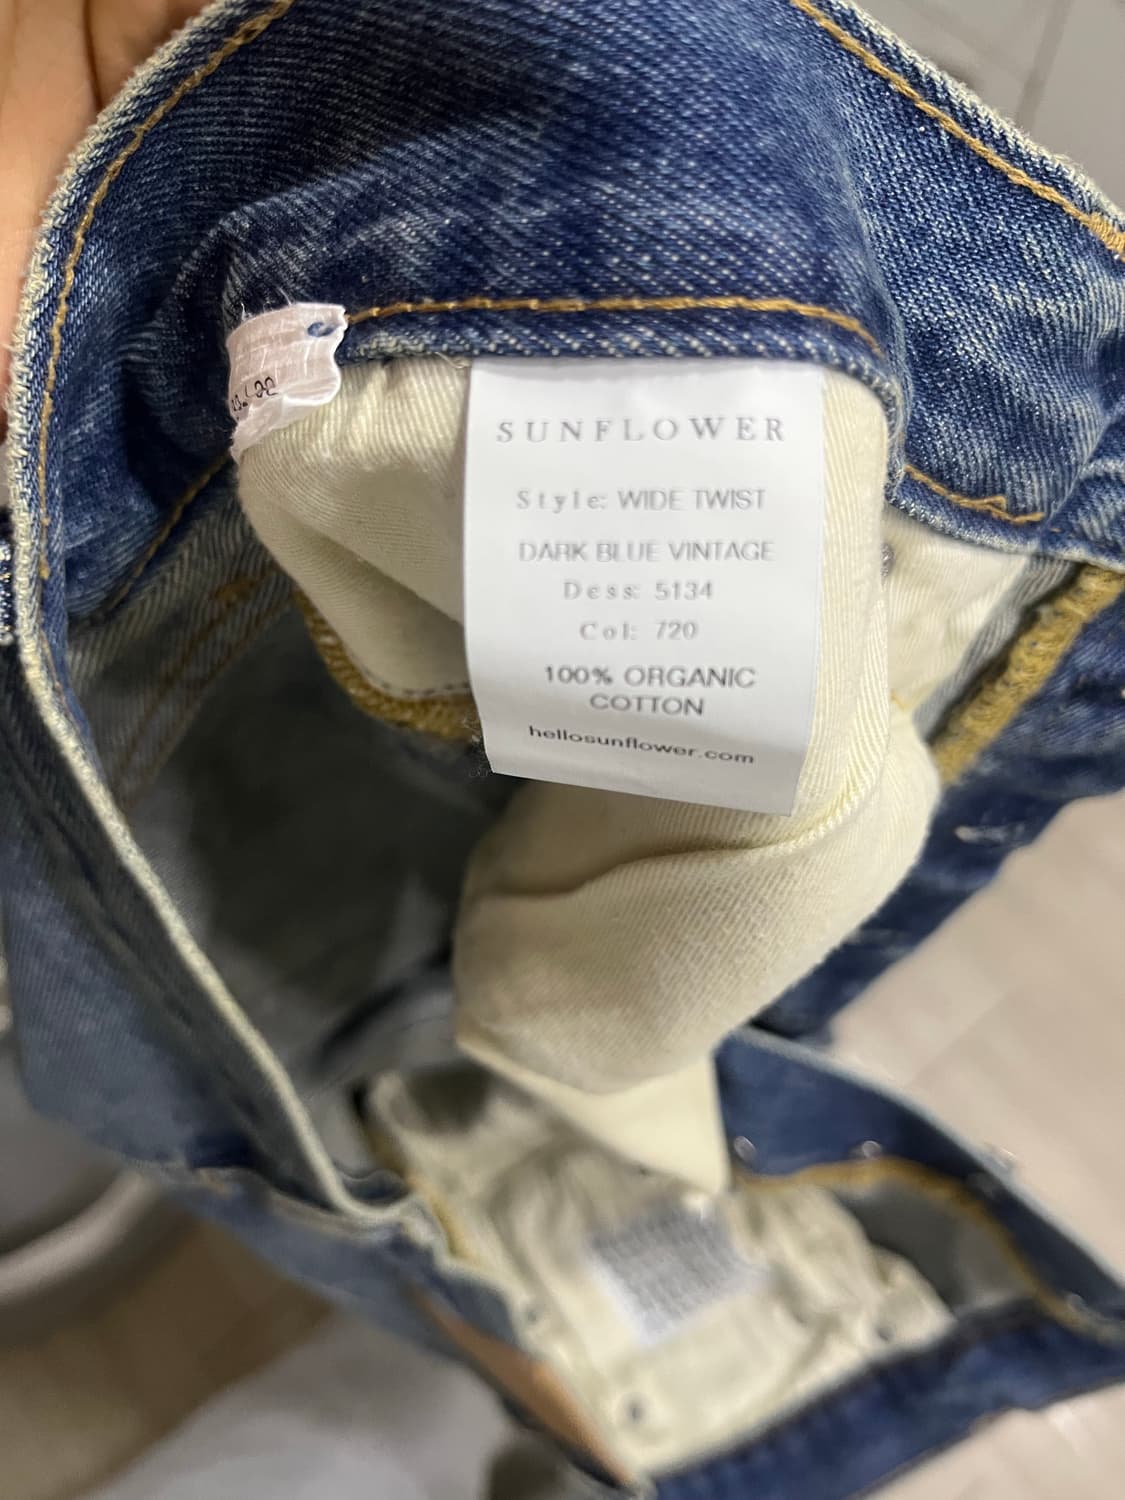 SUNFLOWER
Style: WIDE TWIST
DARK BLUE VINTAGE
Dess: 5134
Col: 720
100% ORGANIC
COTTON
hellosunflower.com